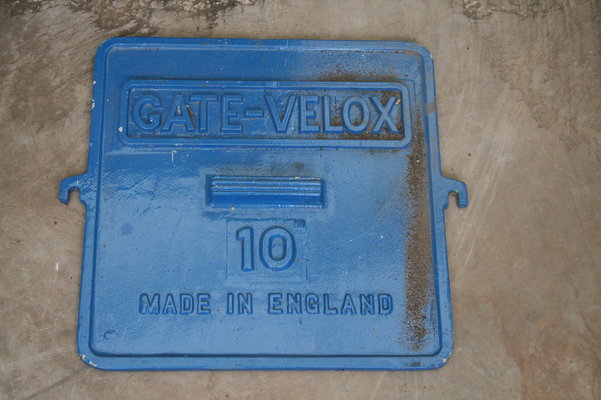 GATE-VELOX
10"
MADE IN ENGLAND